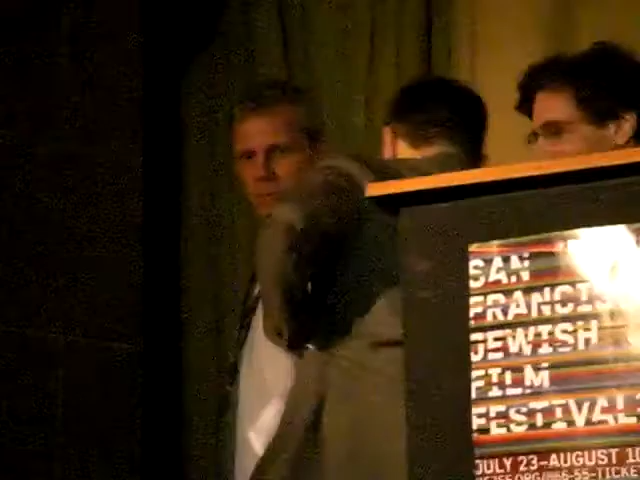 SAN
FRANCIS
JEWISH
FILM
FESTIVAL
JULY 23-AUGUST 10